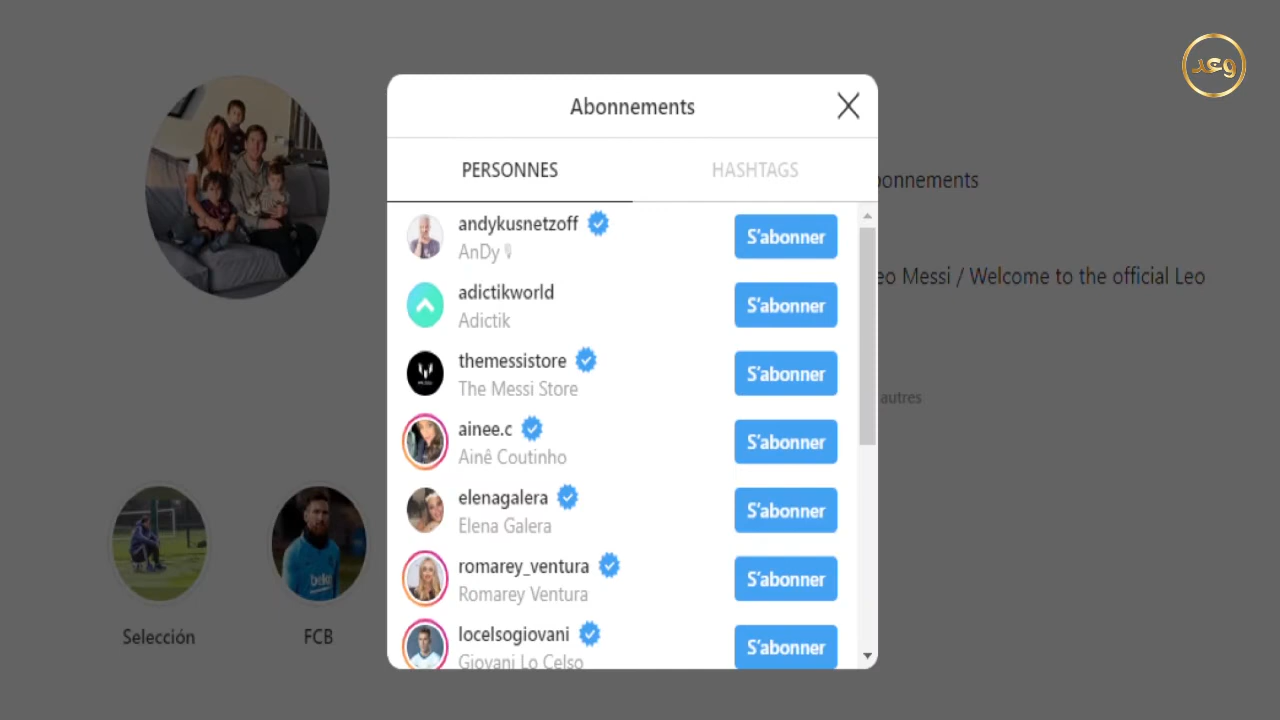 وعد
Abonnements
PERSONNES
HASHTAGS
bonnements
andykusnetzoff
S'abonner
AnDy
eo Messi / Welcome to the official Leo
adictikworld
S'abonner
Adictik
themessistore
S'abonner
The Messi Store
autres
ainee.c
S'abonner
Ainê Coutinho
elenagalera
S'abonner
Elena Galera
romarey_ventura
S'abonner
Romarey Ventura
locelsogiovani
S'abonner
Giovani Lo Celso
beko
Selección
FCB